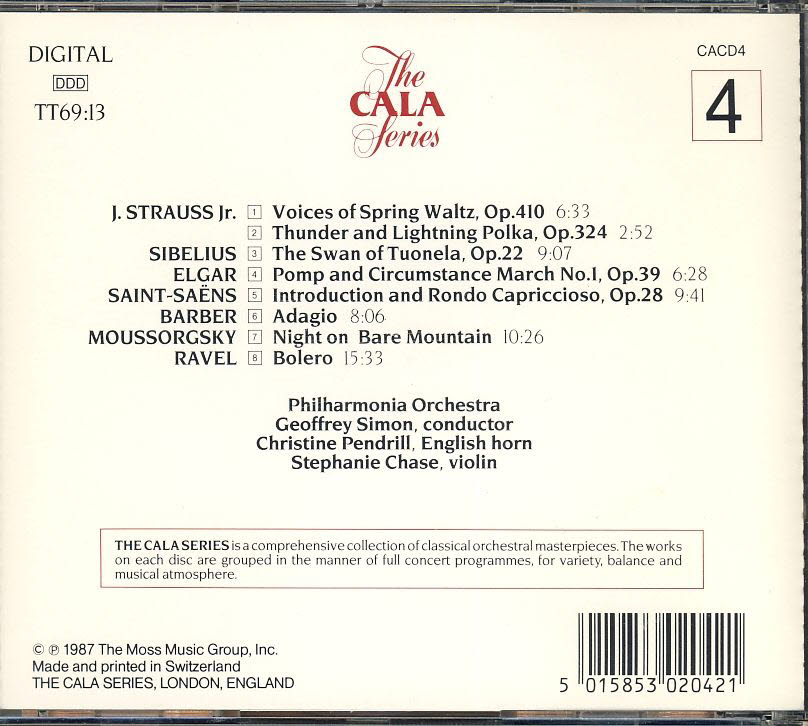 DIGITAL
DDD
TT69:13
The
CALA
Series
CACD4
4
J. STRAUSS Jr. 1 Voices of Spring Waltz, Op.410 6:33
2 Thunder and Lightning Polka, Op.324 2:52
SIBELIUS 3 The Swan of Tuonela, Op.22 9:07
ELGAR 4 Pomp and Circumstance March No.1, Op.39 6:28
SAINT-SAËNS 5 Introduction and Rondo Capriccioso, Op.28 9:41
BARBER 6 Adagio 8:06
MOUSSORGSKY 7 Night on Bare Mountain 10:26
RAVEL 8 Bolero 15:33
Philharmonia Orchestra
Geoffrey Simon, conductor
Christine Pendrill, English horn
Stephanie Chase, violin
THE CALA SERIES is a comprehensive collection of classical orchestral masterpieces. The works
on each disc are grouped in the manner of full concert programmes, for variety, balance and
musical atmosphere.
© ℗ 1987 The Moss Music Group, Inc.
Made and printed in Switzerland
THE CALA SERIES, LONDON, ENGLAND
5 015853 020421